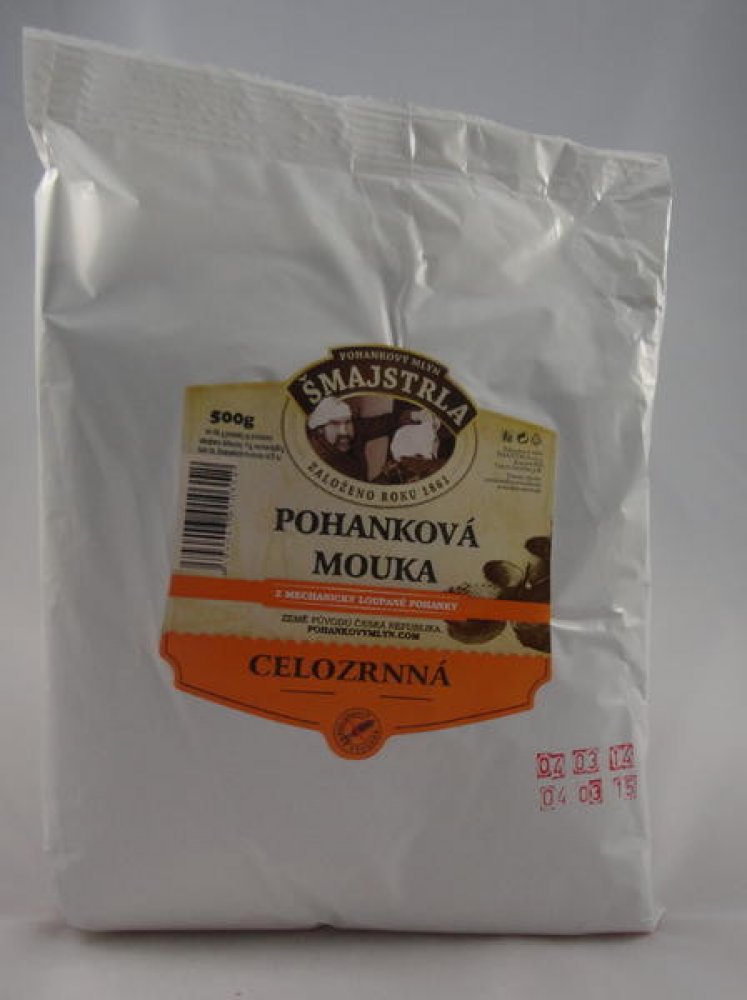 POHANKOVÝ MLÝN
ŠMAJSTRLA
ZALOŽENO ROKU 1861
500g
POHANKOVÁ
MOUKA
Z MECHANICKY LOUPANÉ POHANKY
ZEMĚ PŮVODU ČESKÁ REPUBLIKA
POHANKOVYMLYN.COM
CELOZRNNÁ
04 03 14
04 03 15